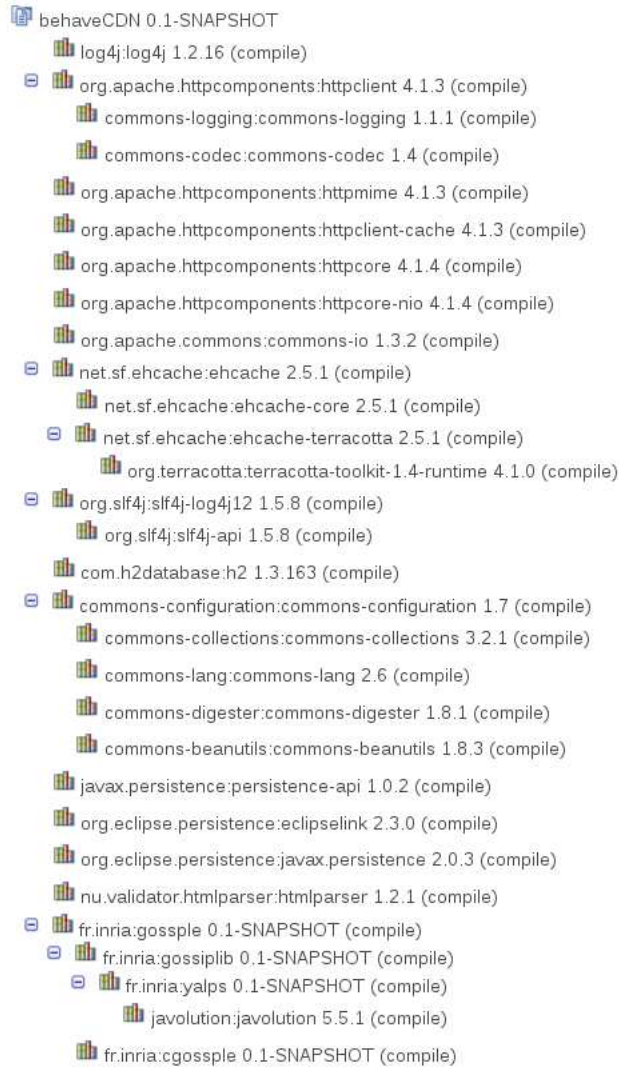 behaveCDN 0.1-SNAPSHOT
log4j:log4j 1.2.16 (compile)
org.apache.httpcomponents:httpclient 4.1.3 (compile)
commons-logging:commons-logging 1.1.1 (compile)
commons-codec:commons-codec 1.4 (compile)
org.apache.httpcomponents:httpmime 4.1.3 (compile)
org.apache.httpcomponents:httpclient-cache 4.1.3 (compile)
org.apache.httpcomponents:httpcore 4.1.4 (compile)
org.apache.httpcomponents:httpcore-nio 4.1.4 (compile)
org.apache.commons:commons-io 1.3.2 (compile)
net.sf.ehcache:ehcache 2.5.1 (compile)
net.sf.ehcache:ehcache-core 2.5.1 (compile)
net.sf.ehcache:ehcache-terracotta 2.5.1 (compile)
org.terracotta:terracotta-toolkit-1.4-runtime 4.1.0 (compile)
org.slf4j:slf4j-log4j12 1.5.8 (compile)
org.slf4j:slf4j-api 1.5.8 (compile)
com.h2database:h2 1.3.163 (compile)
commons-configuration:commons-configuration 1.7 (compile)
commons-collections:commons-collections 3.2.1 (compile)
commons-lang:commons-lang 2.6 (compile)
commons-digester:commons-digester 1.8.1 (compile)
commons-beanutils:commons-beanutils 1.8.3 (compile)
javax.persistence:persistence-api 1.0.2 (compile)
org.eclipse.persistence:eclipselink 2.3.0 (compile)
org.eclipse.persistence:javax.persistence 2.0.3 (compile)
nu.validator.htmlparser:htmlparser 1.2.1 (compile)
fr.inria:gossple 0.1-SNAPSHOT (compile)
fr.inria:gossiplib 0.1-SNAPSHOT (compile)
fr.inria:yalps 0.1-SNAPSHOT (compile)
javolution:javolution 5.5.1 (compile)
fr.inria:cgossple 0.1-SNAPSHOT (compile)